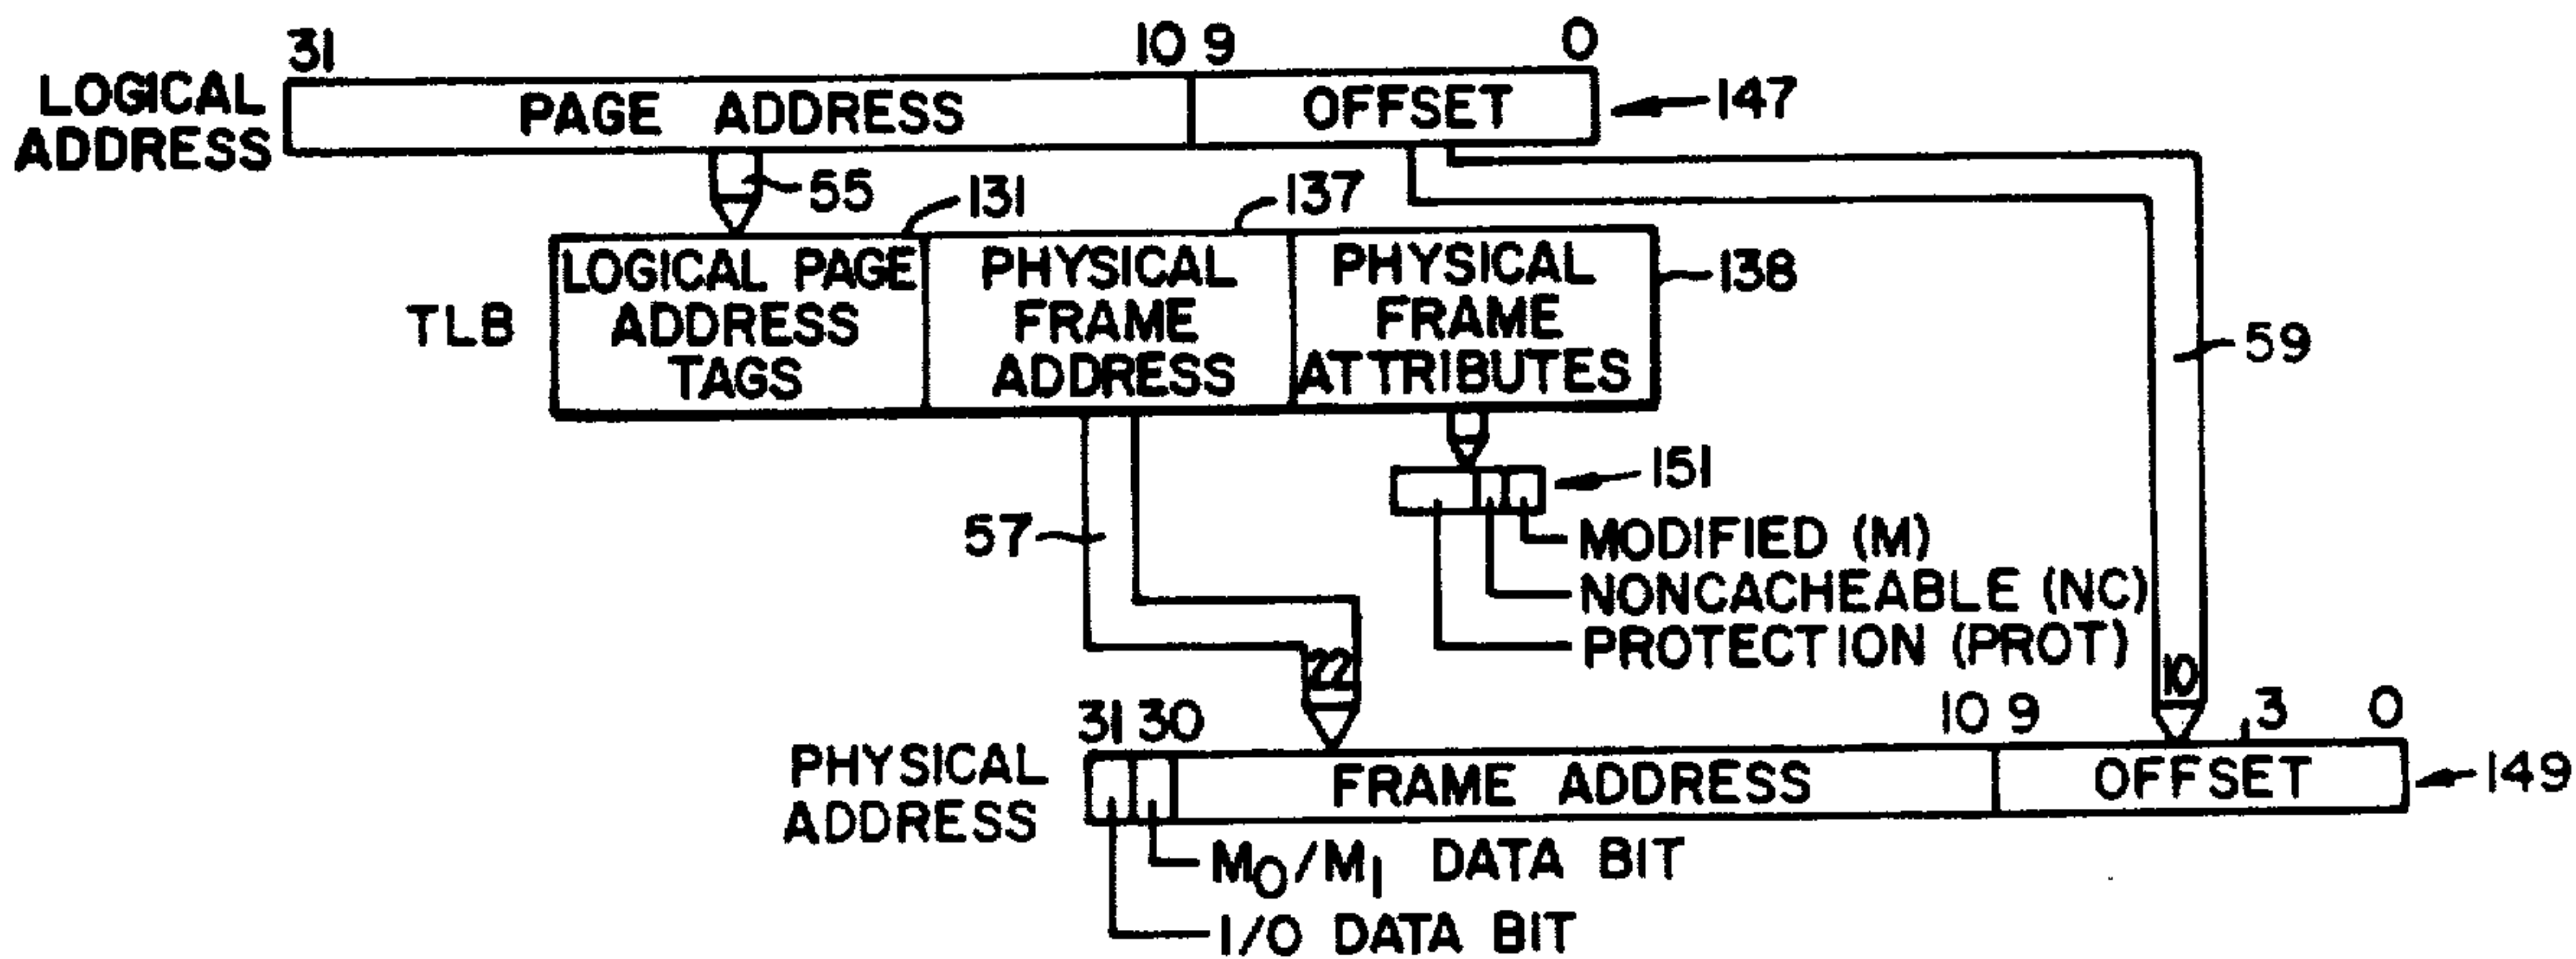 31 10 9 0
LOGICAL ADDRESS
PAGE ADDRESS
OFFSET
147
55
131
137
TLB
LOGICAL PAGE
ADDRESS
TAGS
PHYSICAL
FRAME
ADDRESS
PHYSICAL
FRAME
ATTRIBUTES
138
59
151
57
MODIFIED (M)
NONCACHEABLE (NC)
PROTECTION (PROT)
22
10
31 30 10 9 3 0
PHYSICAL
ADDRESS
FRAME ADDRESS
OFFSET
149
M0/M1 DATA BIT
I/O DATA BIT